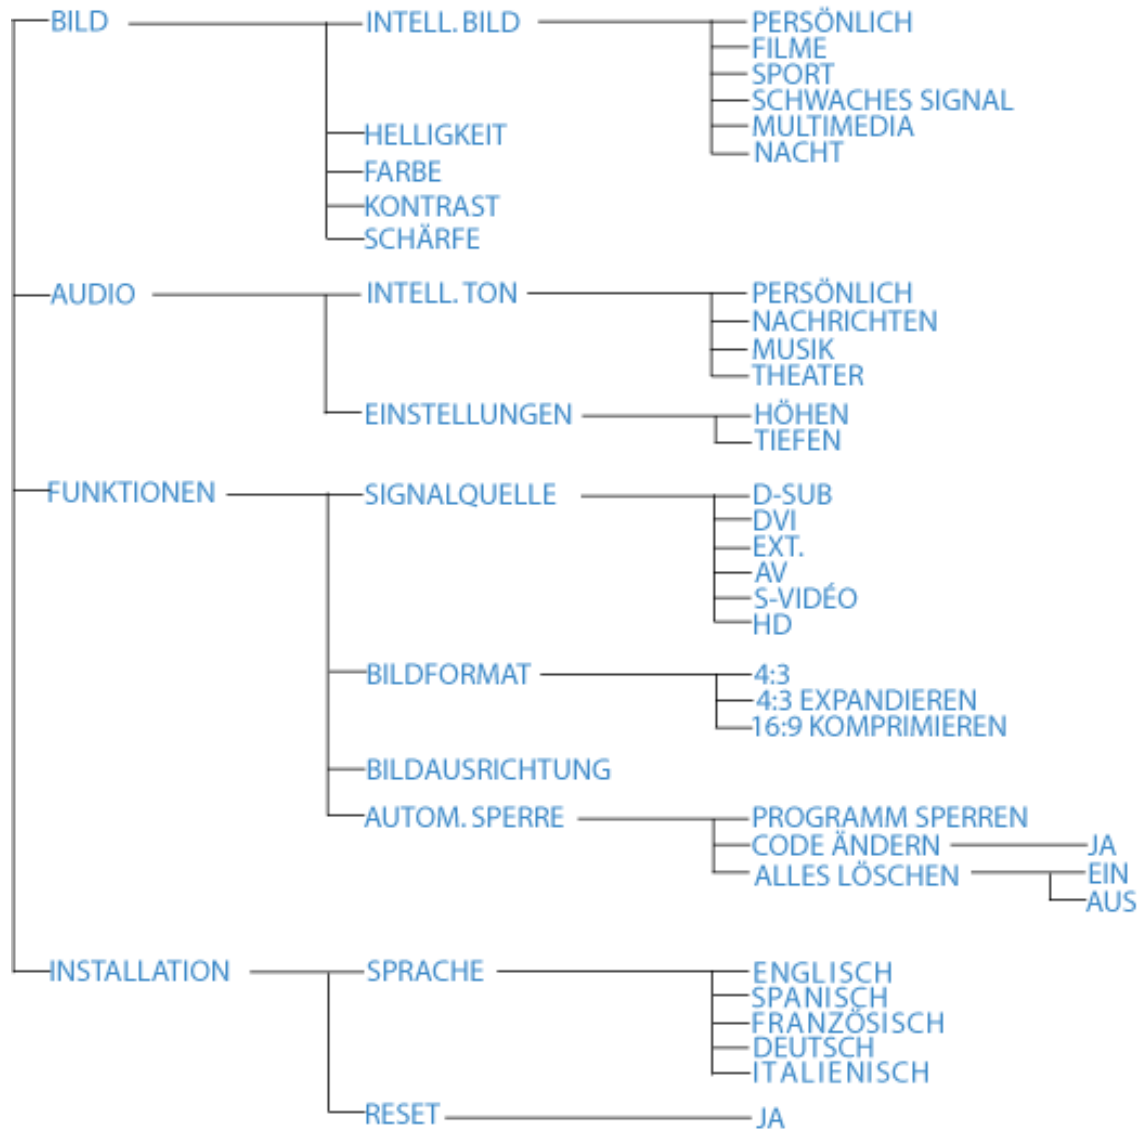 BILD
INTELL. BILD
PERSÖNLICH
FILME
SPORT
SCHWACHES SIGNAL
MULTIMEDIA
NACHT
HELLIGKEIT
FARBE
KONTRAST
SCHÄRFE
AUDIO
INTELL. TON
PERSÖNLICH
NACHRICHTEN
MUSIK
THEATER
EINSTELLUNGEN
HÖHEN
TIEFEN
FUNKTIONEN
SIGNALQUELLE
D-SUB
DVI
EXT.
AV
S-VIDÉO
HD
BILDFORMAT
4:3
4:3 EXPANDIEREN
16:9 KOMPRIMIEREN
BILDAUSRICHTUNG
AUTOM. SPERRE
PROGRAMM SPERREN
CODE ÄNDERN
JA
ALLES LÖSCHEN
EIN
AUS
INSTALLATION
SPRACHE
ENGLISCH
SPANISCH
FRANZÖSISCH
DEUTSCH
ITALIENISCH
RESET
JA